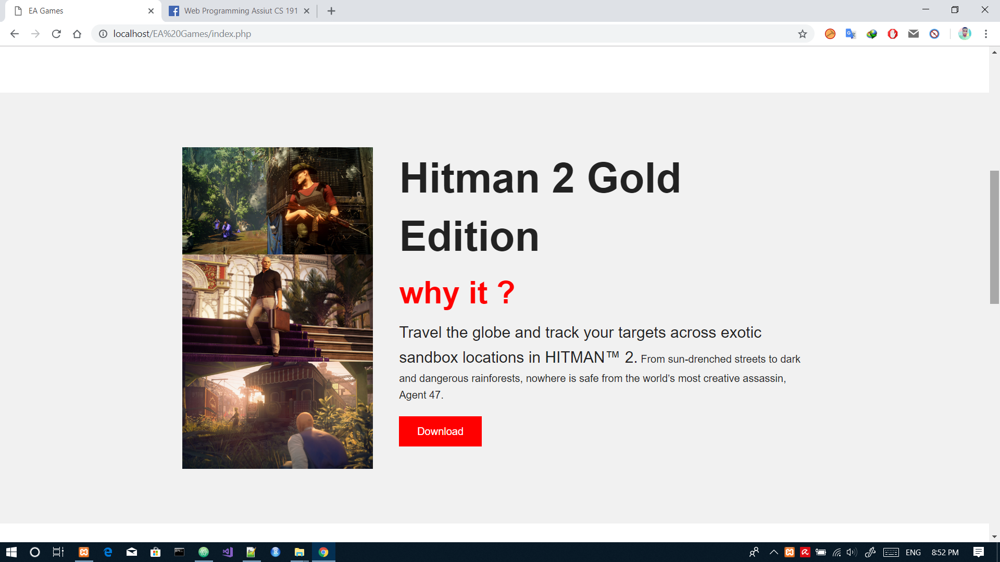 EA Games
Web Programming Assiut CS 191
localhost/EA%20Games/index.php
Hitman 2 Gold
Edition
why it ?
Travel the globe and track your targets across exotic
sandbox locations in HITMAN™ 2. From sun-drenched streets to dark
and dangerous rainforests, nowhere is safe from the world’s most creative assassin,
Agent 47.
Download
ENG
8:52 PM